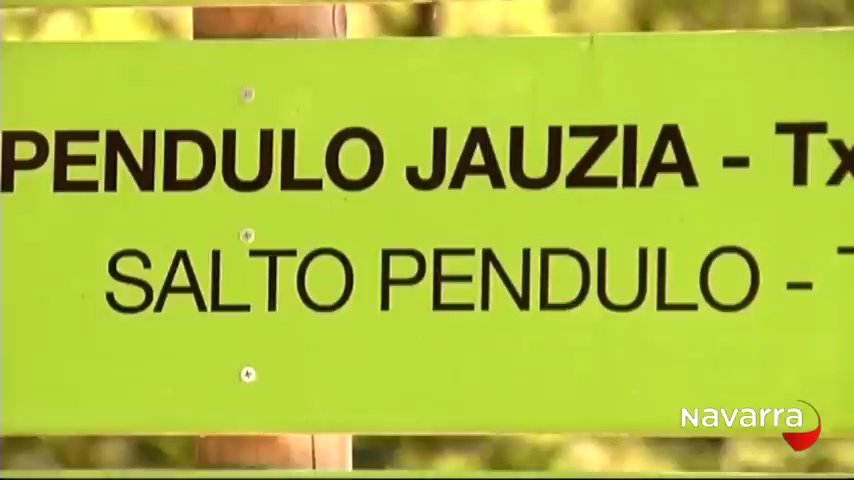 PENDULO JAUZIA - Tx
SALTO PENDULO - T
Navarra